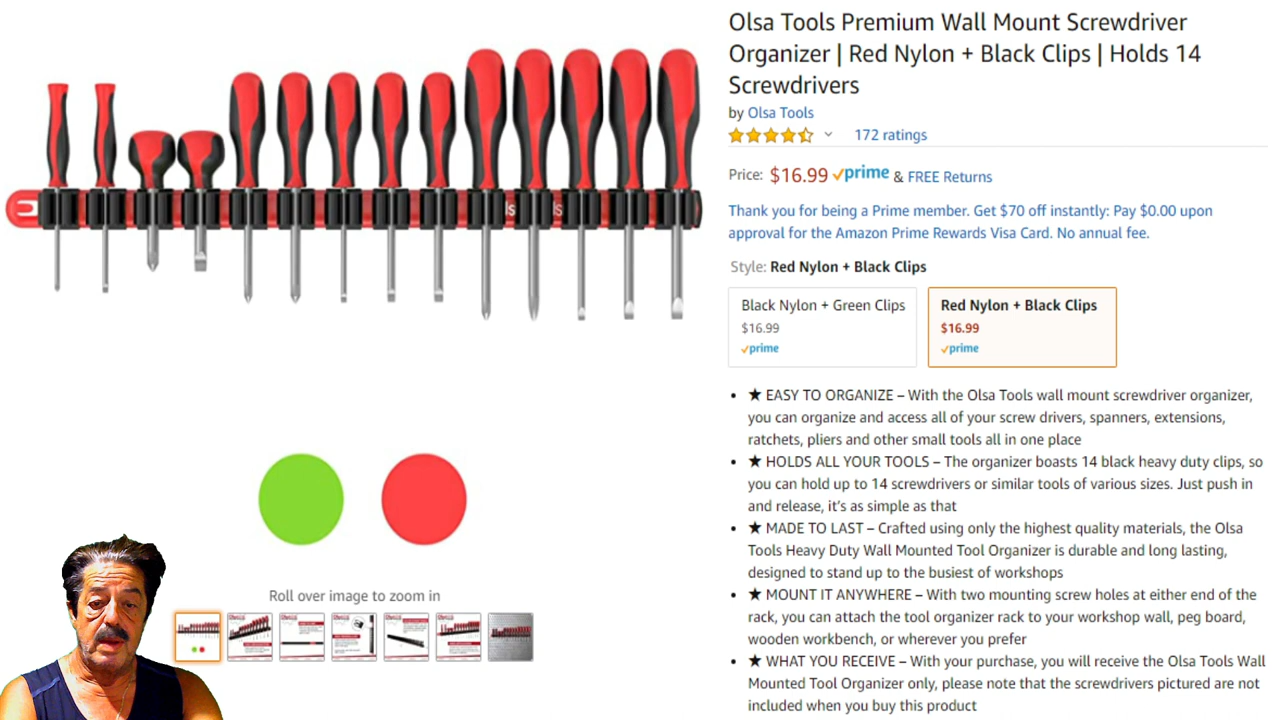 Olsa Tools Premium Wall Mount Screwdriver
Organizer | Red Nylon + Black Clips | Holds 14
Screwdrivers
by Olsa Tools
172 ratings
Price: $16.99 prime & FREE Returns
Thank you for being a Prime member. Get $70 off instantly: Pay $0.00 upon
approval for the Amazon Prime Rewards Visa Card. No annual fee.
Style: Red Nylon + Black Clips
Black Nylon + Green Clips
$16.99
prime
Red Nylon + Black Clips
$16.99
prime
• ★ EASY TO ORGANIZE – With the Olsa Tools wall mount screwdriver organizer,
you can organize and access all of your screw drivers, spanners, extensions,
ratchets, pliers and other small tools all in one place
• ★ HOLDS ALL YOUR TOOLS – The organizer boasts 14 black heavy duty clips, so
you can hold up to 14 screwdrivers or similar tools of various sizes. Just push in
and release, it's as simple as that
• ★ MADE TO LAST – Crafted using only the highest quality materials, the Olsa
Tools Heavy Duty Wall Mounted Tool Organizer is durable and long lasting,
designed to stand up to the busiest of workshops
• ★ MOUNT IT ANYWHERE – With two mounting screw holes at either end of the
rack, you can attach the tool organizer rack to your workshop wall, peg board,
wooden workbench, or wherever you prefer
• ★ WHAT YOU RECEIVE – With your purchase, you will receive the Olsa Tools Wall
Mounted Tool Organizer only, please note that the screwdrivers pictured are not
included when you buy this product
Roll over image to zoom in